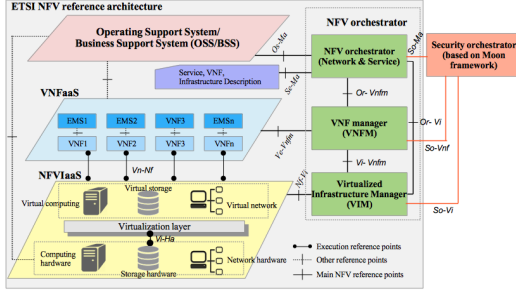 ETSI NFV reference architecture
NFV orchestrator
Operating Support System/
Business Support System (OSS/BSS)
Os-Ma
NFV orchestrator
(Network & Service)
So-Ma
Security orchestrator
(based on Moon
framework)
Service, VNF,
Infrastructure Description
Se-Ma
Or- Vnfm
VNFaaS
EMS1
EMS2
VNF3
EMSn
VNF1
VNF2
VNF3
VNFn
Ve-Vnfm
VNF manager
(VNFM)
Or- Vi
So-Vnf
Vn-Nf
Vi- Vnfm
NFVIaaS
Nf-Vi
Virtual storage
Virtual computing
Virtual network
Virtualized
Infrastructure Manager
(VIM)
So-Vi
Virtualization layer
Vi-Ha
Computing
hardware
Storage hardware
Network hardware
Execution reference points
Other reference points
Main NFV reference points